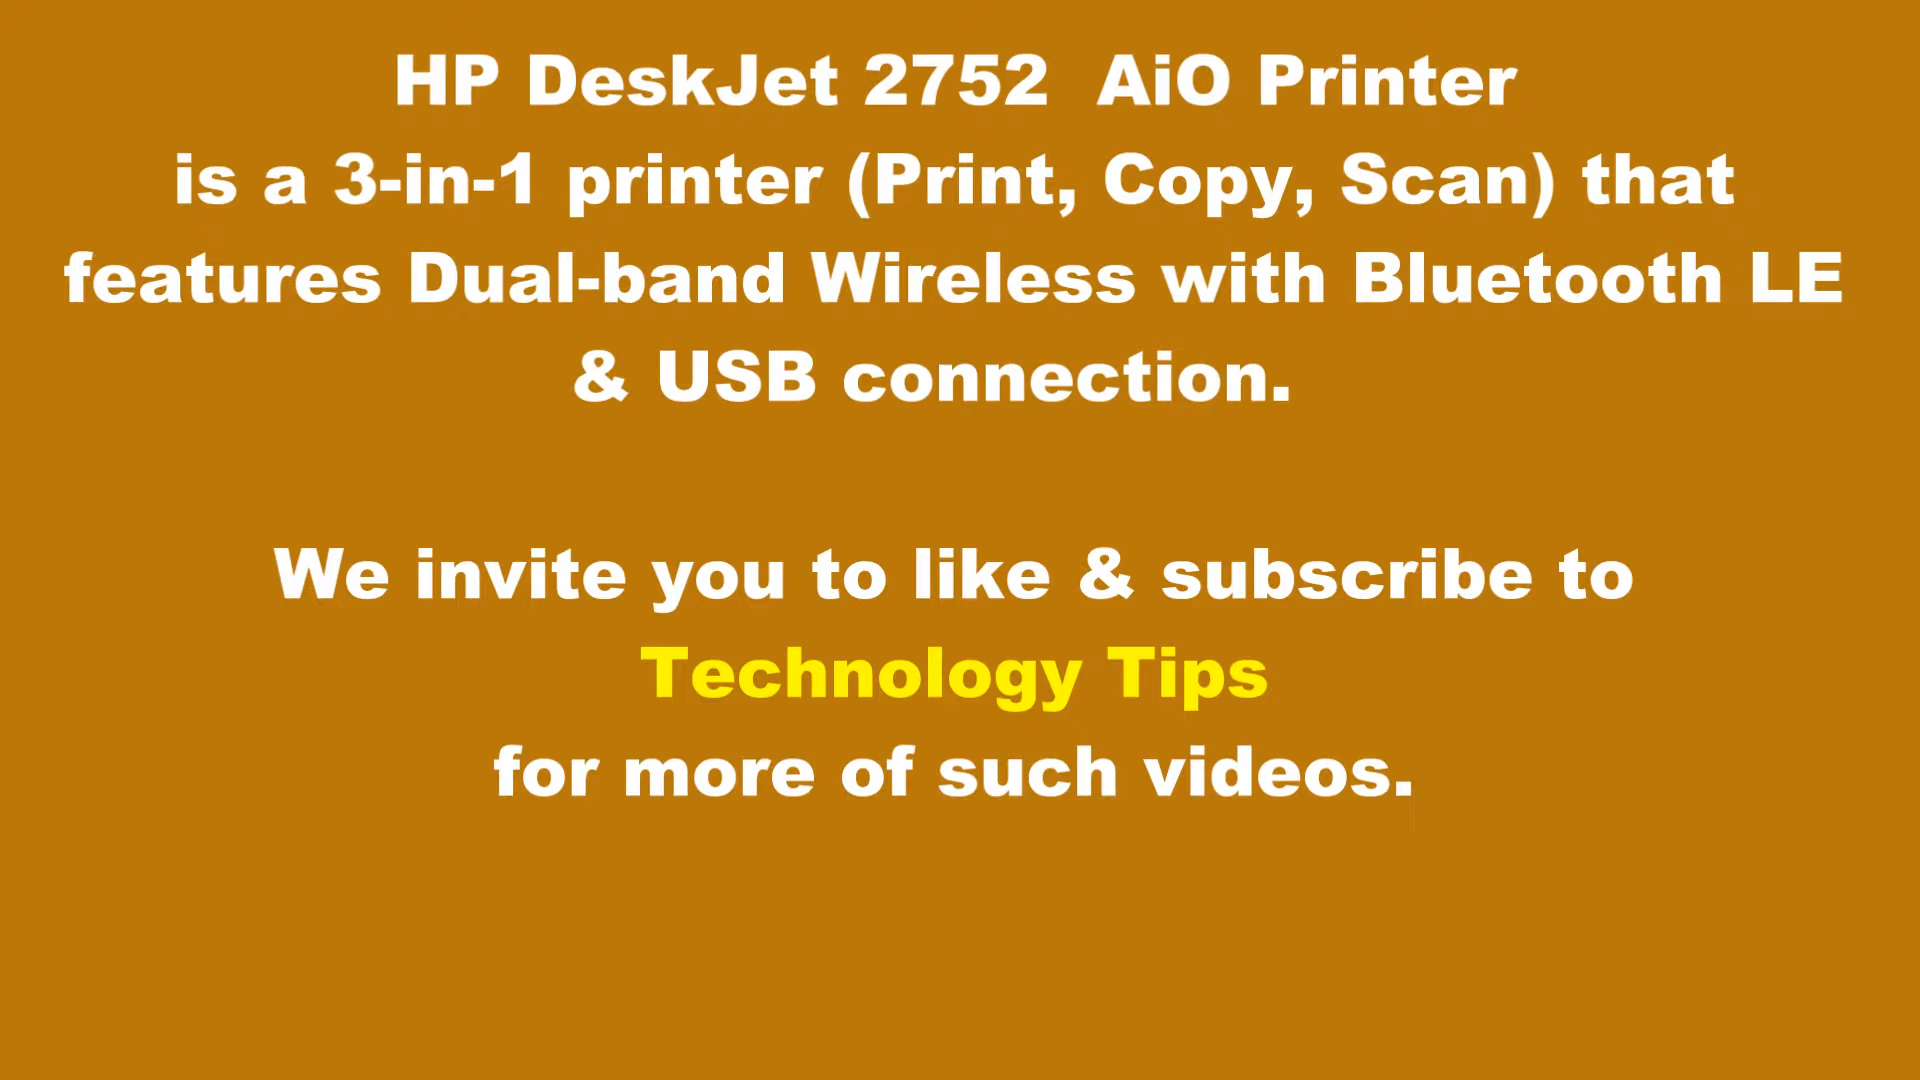 HP DeskJet 2752  AiO Printer
is a 3-in-1 printer (Print, Copy, Scan) that
features Dual-band Wireless with Bluetooth LE
& USB connection.
We invite you to like & subscribe to
Technology Tips
for more of such videos.